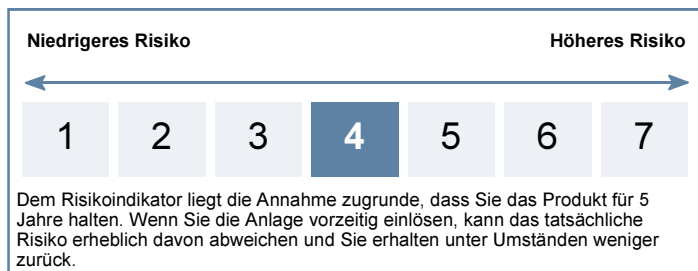 Niedrigeres Risiko Höheres Risiko
1 2 3 4 5 6 7
Dem Risikoindikator liegt die Annahme zugrunde, dass Sie das Produkt für 5
Jahre halten. Wenn Sie die Anlage vorzeitig einlösen, kann das tatsächliche
Risiko erheblich davon abweichen und Sie erhalten unter Umständen weniger
zurück.